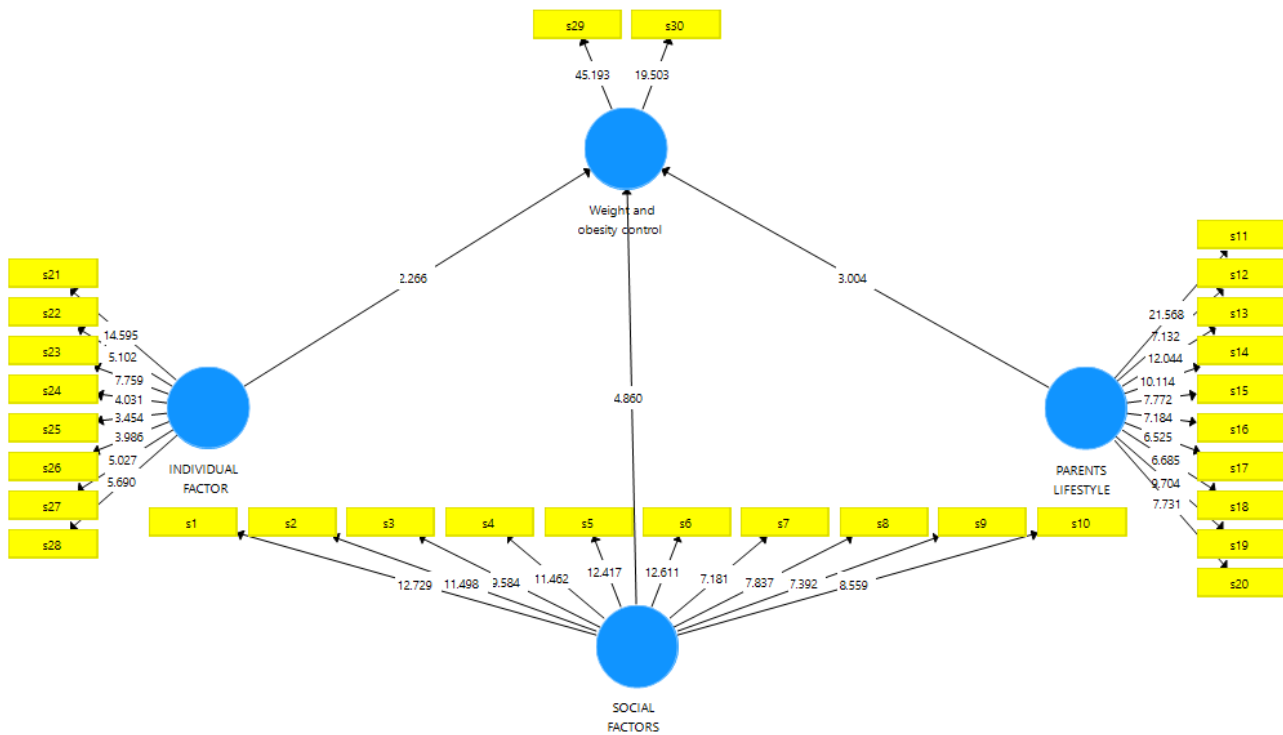 s29
s30
45.193
19.503
Weight and
obesity control
2.266
4.860
3.004
s21
s22
s23
s24
s25
s26
s27
s28
14.595
5.102
7.759
4.031
3.454
3.986
5.027
5.690
INDIVIDUAL
FACTOR
s11
s12
s13
s14
s15
s16
s17
s18
s19
s20
21.568
7.132
12.044
10.114
7.772
7.184
6.525
6.685
9.704
7.731
PARENTS
LIFESTYLE
s1
s2
s3
s4
s5
s6
s7
s8
s9
s10
12.729
11.498
9.584
11.462
12.417
12.611
7.181
7.837
7.392
8.559
SOCIAL
FACTORS